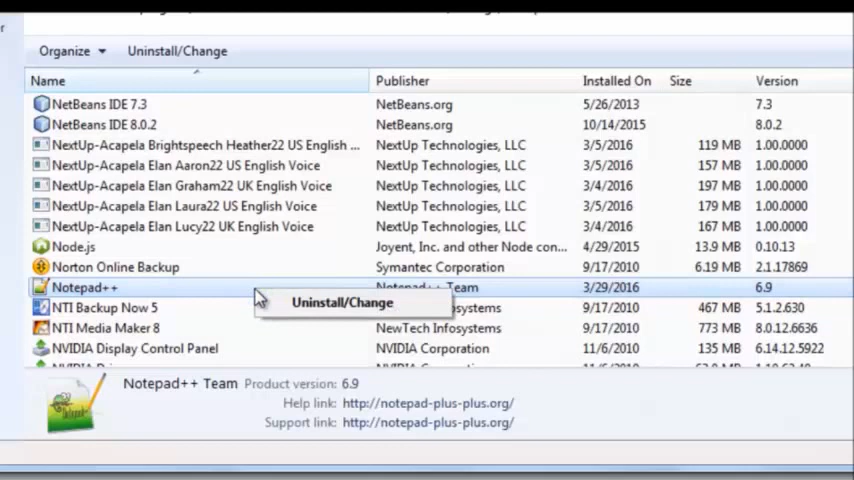 Organize Uninstall/Change
Name Publisher Installed On Size Version
NetBeans IDE 7.3 NetBeans.org 5/26/2013 7.3
NetBeans IDE 8.0.2 NetBeans.org 10/14/2015 8.0.2
NextUp-Acapela Brightspeech Heather22 US English ... NextUp Technologies, LLC 3/5/2016 119 MB 1.00.0000
NextUp-Acapela Elan Aaron22 US English Voice NextUp Technologies, LLC 3/5/2016 157 MB 1.00.0000
NextUp-Acapela Elan Graham22 UK English Voice NextUp Technologies, LLC 3/4/2016 197 MB 1.00.0000
NextUp-Acapela Elan Laura22 US English Voice NextUp Technologies, LLC 3/5/2016 179 MB 1.00.0000
NextUp-Acapela Elan Lucy22 UK English Voice NextUp Technologies, LLC 3/4/2016 167 MB 1.00.0000
Node.js Joyent, Inc. and other Node con... 4/29/2015 13.9 MB 0.10.13
Norton Online Backup Symantec Corporation 9/17/2010 6.19 MB 2.1.17869
Notepad++ Notepad++ Team 3/29/2016 6.9
Uninstall/Change
NTI Backup Now 5 osystems 9/17/2010 467 MB 5.1.2.630
NTI Media Maker 8 NewTech Infosystems 9/17/2010 773 MB 8.0.12.6636
NVIDIA Display Control Panel NVIDIA Corporation 11/6/2010 135 MB 6.14.12.5922
Notepad++ Team Product version: 6.9
Help link: http://notepad-plus-plus.org/
Support link: http://notepad-plus-plus.org/